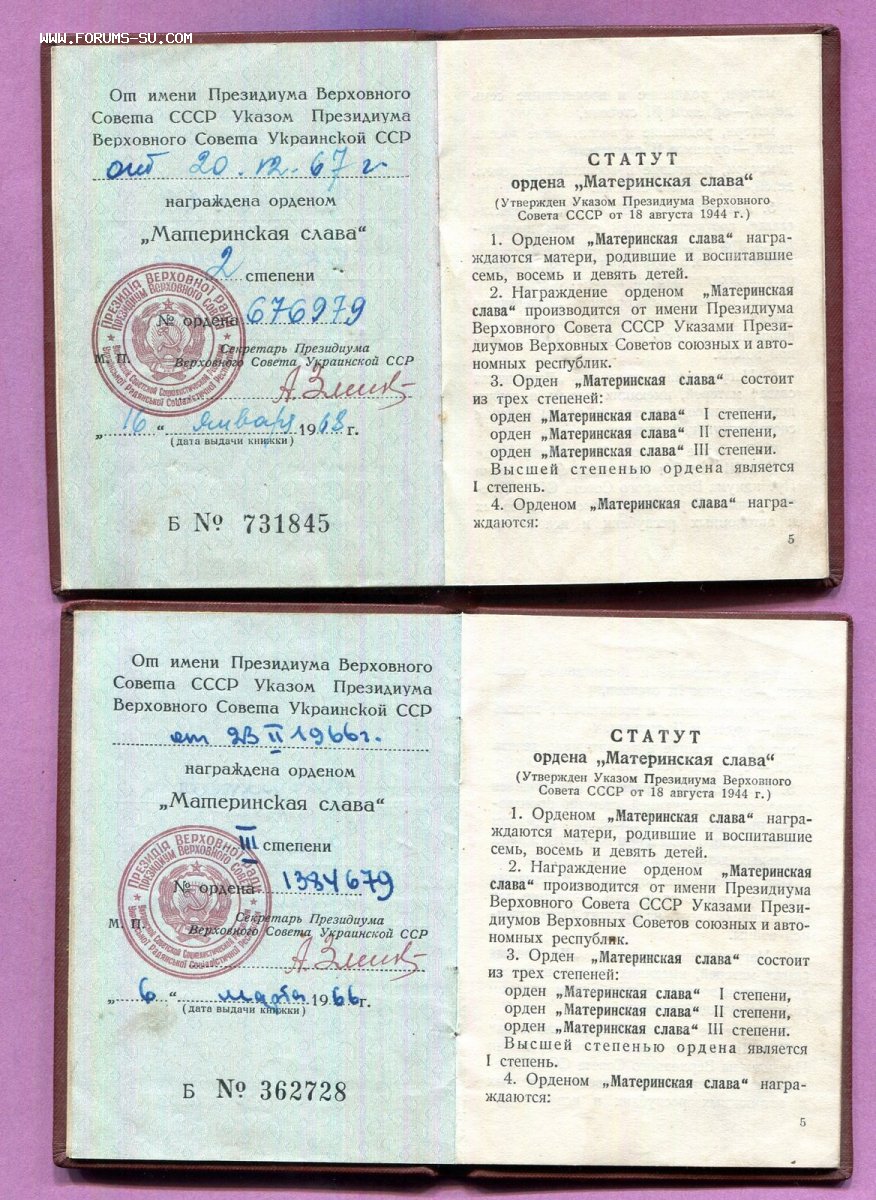 WWW.FORUMS-SU.COM
От имени Президиума Верховного
Совета СССР Указом Президиума
Верховного Совета Украинской ССР
от 20.12.67 г.
награждена орденом
„Материнская слава“
2 степени
№ ордена 676979
Секретарь Президиума
М. П. Верховного Совета Украинской ССР
„16“ января 1968 г.
(дата выдачи книжки)
Б № 731845
СТАТУТ
ордена „Материнская слава“
(Утвержден Указом Президиума Верховного
Совета СССР от 18 августа 1944 г.)
1. Орденом „Материнская слава“ награ-
ждаются матери, родившие и воспитавшие
семь, восемь и девять детей.
2. Награждение орденом „Материнская
слава“ производится от имени Президиума
Верховного Совета СССР Указами Прези-
диумов Верховных Советов союзных и авто-
номных республик.
3. Орден „Материнская слава“ состоит
из трех степеней:
орден „Материнская слава“ I степени,
орден „Материнская слава“ II степени,
орден „Материнская слава“ III степени.
Высшей степенью ордена является
I степень.
4. Орденом „Материнская слава“ награ-
ждаются:
5
От имени Президиума Верховного
Совета СССР Указом Президиума
Верховного Совета Украинской ССР
от 23 II 1966г.
награждена орденом
„Материнская слава“
III степени
№ ордена 1384679
Секретарь Президиума
М. П. Верховного Совета Украинской ССР
„6“ марта 1966г.
(дата выдачи книжки)
Б № 362728
СТАТУТ
ордена „Материнская слава“
(Утвержден Указом Президиума Верховного
Совета СССР от 18 августа 1944 г.)
1. Орденом „Материнская слава“ награ-
ждаются матери, родившие и воспитавшие
семь, восемь и девять детей.
2. Награждение орденом „Материнская
слава“ производится от имени Президиума
Верховного Совета СССР Указами Прези-
диумов Верховных Советов союзных и авто-
номных республик.
3. Орден „Материнская слава“ состоит
из трех степеней:
орден „Материнская слава“ I степени,
орден „Материнская слава“ II степени,
орден „Материнская слава“ III степени.
Высшей степенью ордена является
I степень.
4. Орденом „Материнская слава“ награ-
ждаются:
5